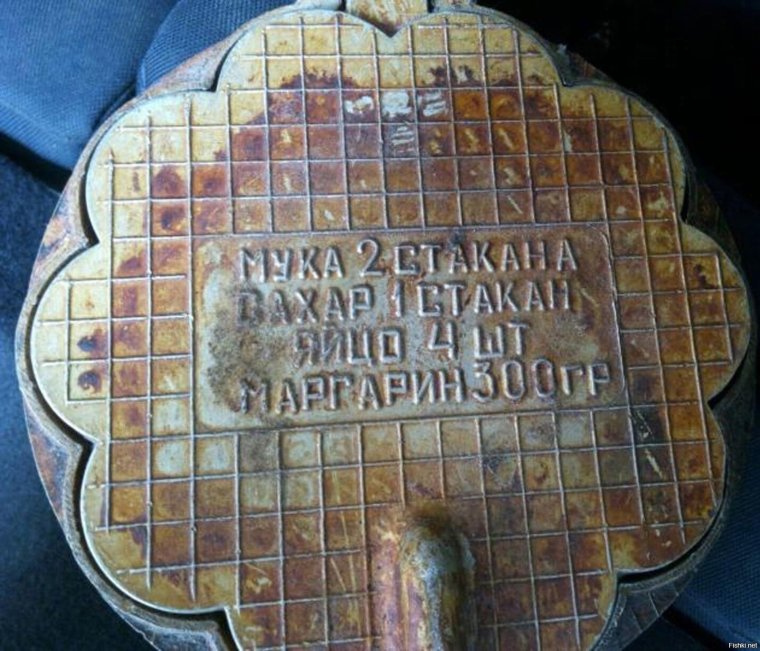 МУКА 2 СТАКАНА
САХАР 1 СТАКАН
ЯЙЦО 4 ШТ
МАРГАРИН 300 ГР
Fishki.net